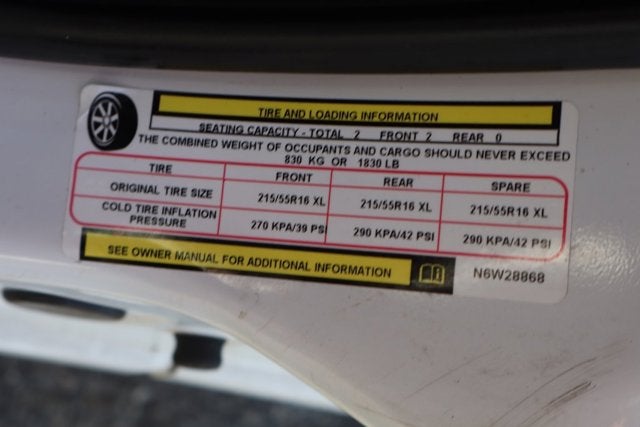 TIRE AND LOADING INFORMATION
SEATING CAPACITY - TOTAL 2 FRONT 2 REAR 0
THE COMBINED WEIGHT OF OCCUPANTS AND CARGO SHOULD NEVER EXCEED
830 KG OR 1830 LB
TIRE FRONT REAR SPARE
ORIGINAL TIRE SIZE 215/55R16 XL 215/55R16 XL 215/55R16 XL
COLD TIRE INFLATION
PRESSURE 270 KPA/39 PSI 290 KPA/42 PSI 290 KPA/42 PSI
SEE OWNER MANUAL FOR ADDITIONAL INFORMATION
N6W28868